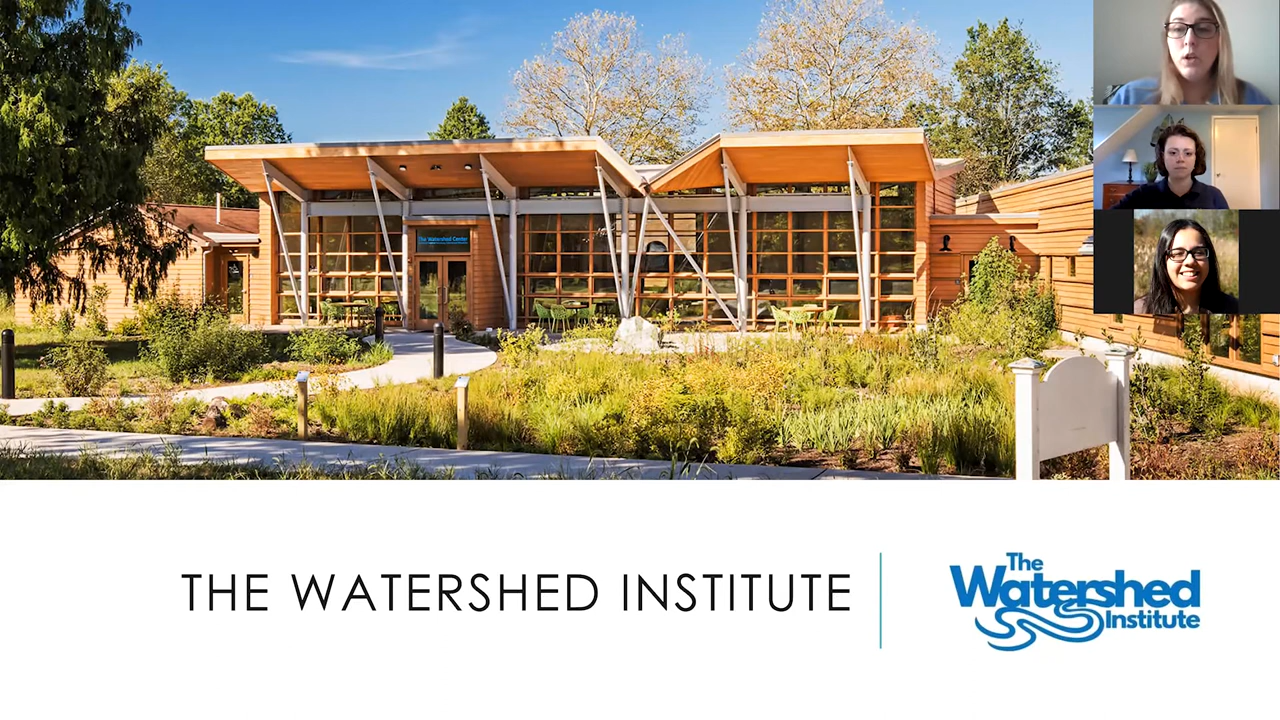 The Watershed Center
THE WATERSHED INSTITUTE
The
Watershed
Institute